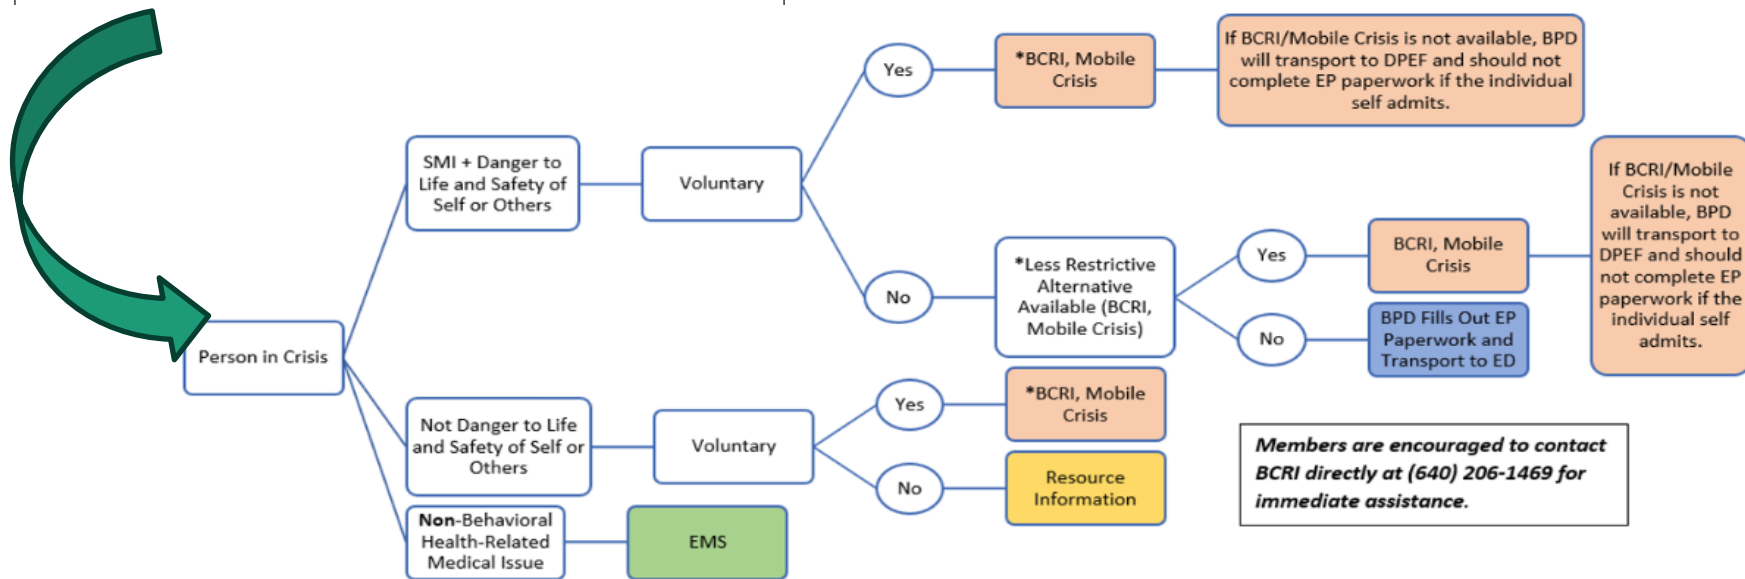 Yes
*BCRI, Mobile
Crisis
If BCRI/Mobile Crisis is not available, BPD
will transport to DPEF and should not
complete EP paperwork if the individual
self admits.
SMI + Danger to
Life and Safety of
Self or Others
Voluntary
No
*Less Restrictive
Alternative
Available (BCRI,
Mobile Crisis)
Yes
BCRI, Mobile
Crisis
If BCRI/Mobile
Crisis is not
available, BPD
will transport to
DPEF and should
not complete EP
paperwork if the
individual self
admits.
No
BPD Fills Out EP
Paperwork and
Transport to ED
Person in Crisis
Not Danger to Life
and Safety of Self or
Others
Voluntary
Yes
*BCRI, Mobile
Crisis
No
Resource
Information
Members are encouraged to contact
BCRI directly at (640) 206-1469 for
immediate assistance.
Non-Behavioral
Health-Related
Medical Issue
EMS